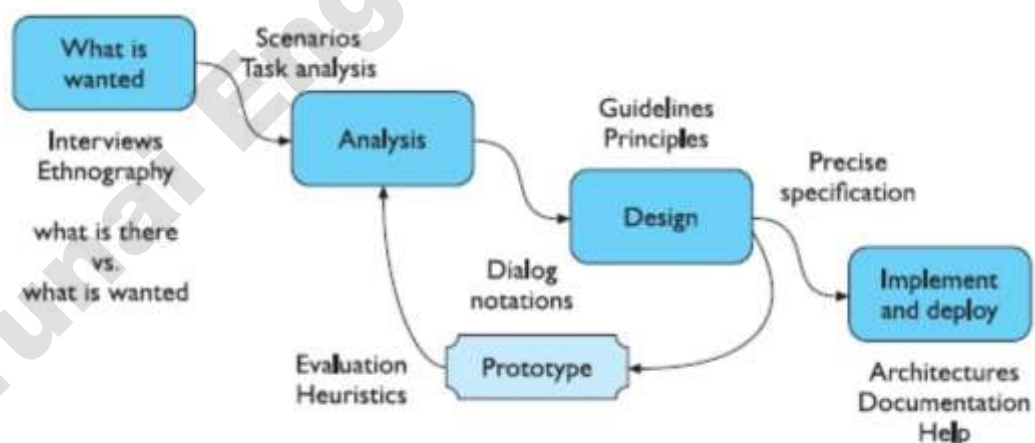 What is
wanted
Scenarios
Task analysis
Interviews
Ethnography
what is there
vs.
what is wanted
Analysis
Guidelines
Principles
Design
Precise
specification
Dialog
notations
Implement
and deploy
Evaluation
Heuristics
Prototype
Architectures
Documentation
Help